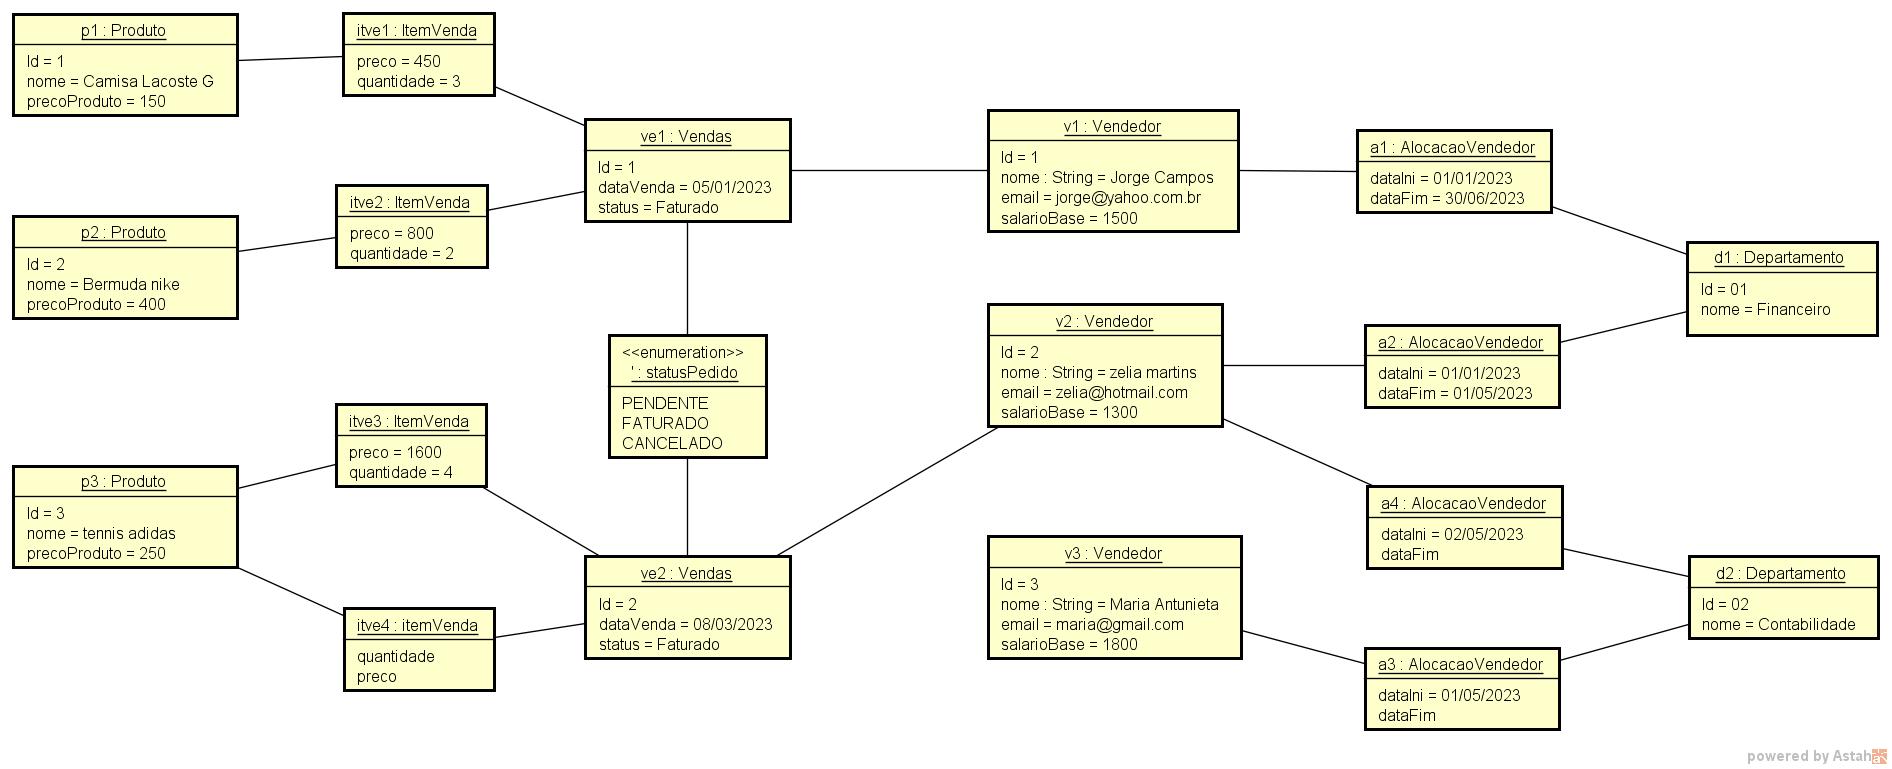 p1 : Produto
Id = 1
nome = Camisa Lacoste G
precoProduto = 150
itve1 : ItemVenda
preco = 450
quantidade = 3
ve1 : Vendas
Id = 1
dataVenda = 05/01/2023
status = Faturado
v1 : Vendedor
Id = 1
nome : String = Jorge Campos
email = jorge@yahoo.com.br
salarioBase = 1500
a1 : AlocacaoVendedor
dataIni = 01/01/2023
dataFim = 30/06/2023
p2 : Produto
Id = 2
nome = Bermuda nike
precoProduto = 400
itve2 : ItemVenda
preco = 800
quantidade = 2
d1 : Departamento
Id = 01
nome = Financeiro
<<enumeration>>
' : statusPedido
PENDENTE
FATURADO
CANCELADO
v2 : Vendedor
Id = 2
nome : String = zelia martins
email = zelia@hotmail.com
salarioBase = 1300
a2 : AlocacaoVendedor
dataIni = 01/01/2023
dataFim = 01/05/2023
p3 : Produto
Id = 3
nome = tennis adidas
precoProduto = 250
itve3 : ItemVenda
preco = 1600
quantidade = 4
a4 : AlocacaoVendedor
dataIni = 02/05/2023
dataFim
itve4 : itemVenda
quantidade
preco
ve2 : Vendas
Id = 2
dataVenda = 08/03/2023
status = Faturado
v3 : Vendedor
Id = 3
nome : String = Maria Antunieta
email = maria@gmail.com
salarioBase = 1800
a3 : AlocacaoVendedor
dataIni = 01/05/2023
dataFim
d2 : Departamento
Id = 02
nome = Contabilidade
powered by Astah